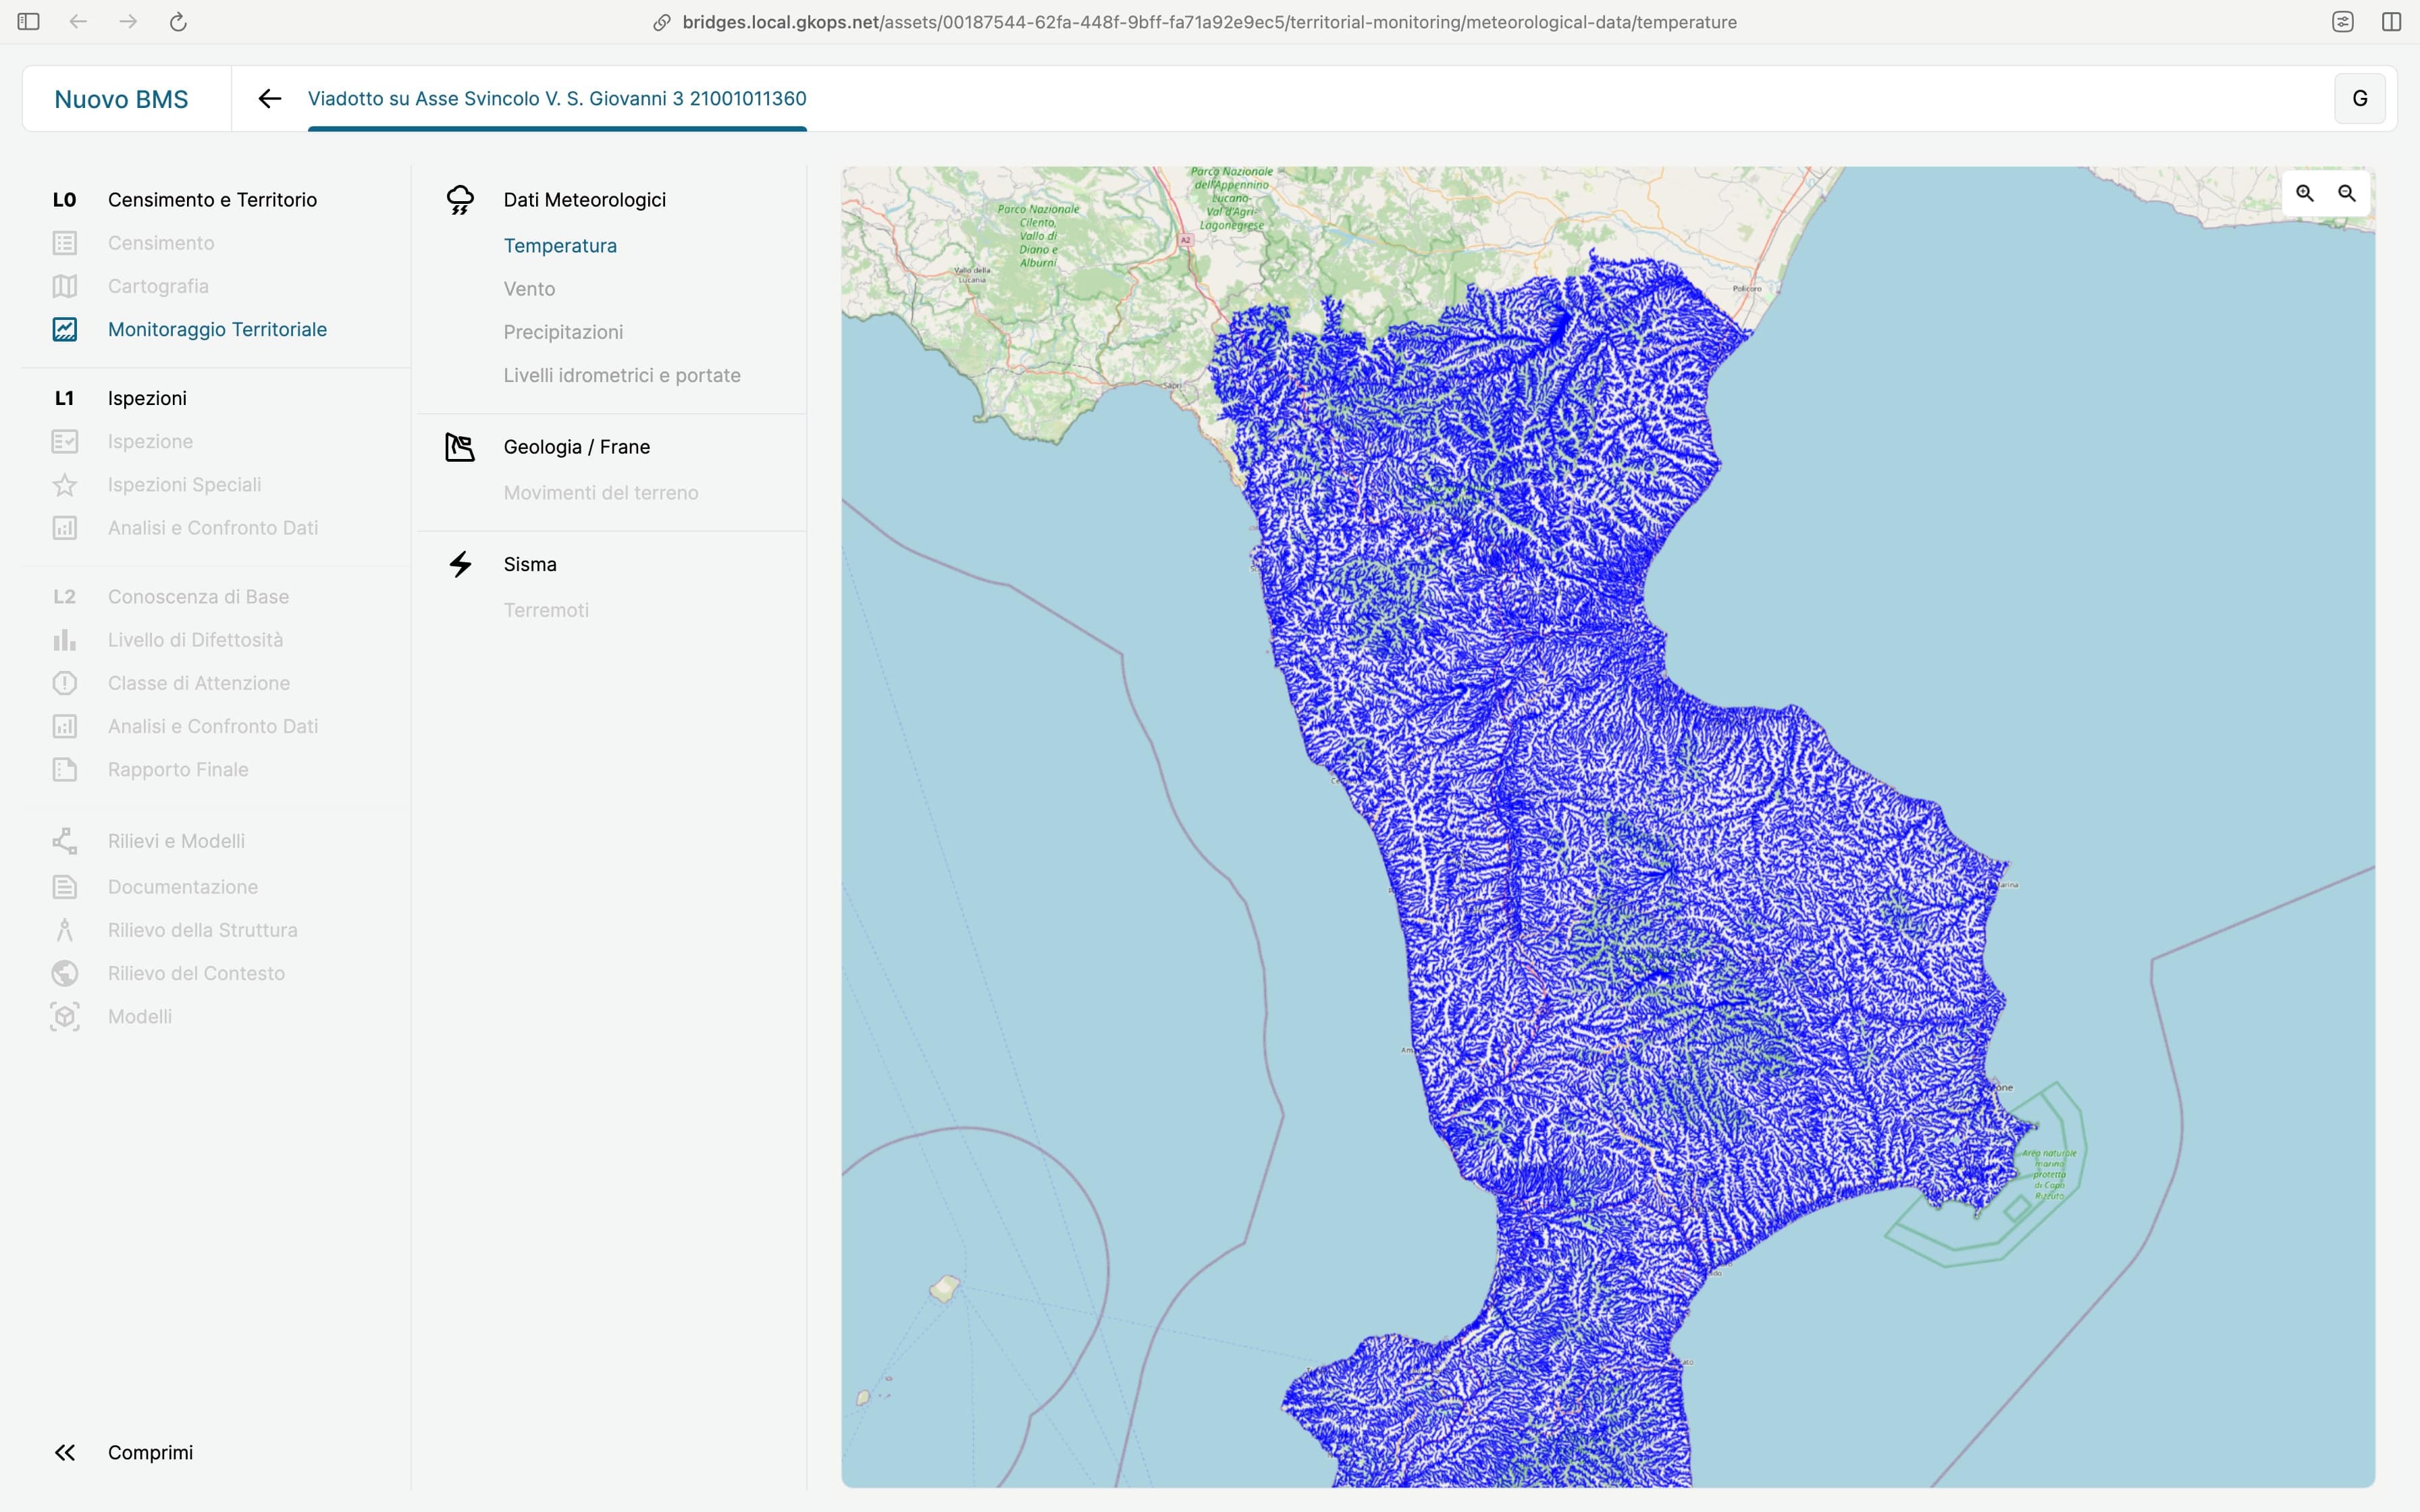 bridges.local.gkops.net/assets/00187544-62fa-448f-9bff-fa71a92e9ec5/territorial-monitoring/meteorological-data/temperature
Nuovo BMS
Viadotto su Asse Svincolo V. S. Giovanni 3 21001011360
G
L0 Censimento e Territorio
Censimento
Cartografia
Monitoraggio Territoriale
L1 Ispezioni
Ispezione
Ispezioni Speciali
Analisi e Confronto Dati
L2 Conoscenza di Base
Livello di Difettosità
Classe di Attenzione
Analisi e Confronto Dati
Rapporto Finale
Rilievi e Modelli
Documentazione
Rilievo della Struttura
Rilievo del Contesto
Modelli
Comprimi
Dati Meteorologici
Temperatura
Vento
Precipitazioni
Livelli idrometrici e portate
Geologia / Frane
Movimenti del terreno
Sisma
Terremoti
Parco Nazionale
dell'Appennino
Lucano-
Val d'Agri-
Lagonegrese
Parco Nazionale
Cilento,
Vallo di
Diano e
Alburni
A2
Vallo della
Lucania
Policoro
Sapri
Area naturale
marina
protetta
di Capo
Rizzuto